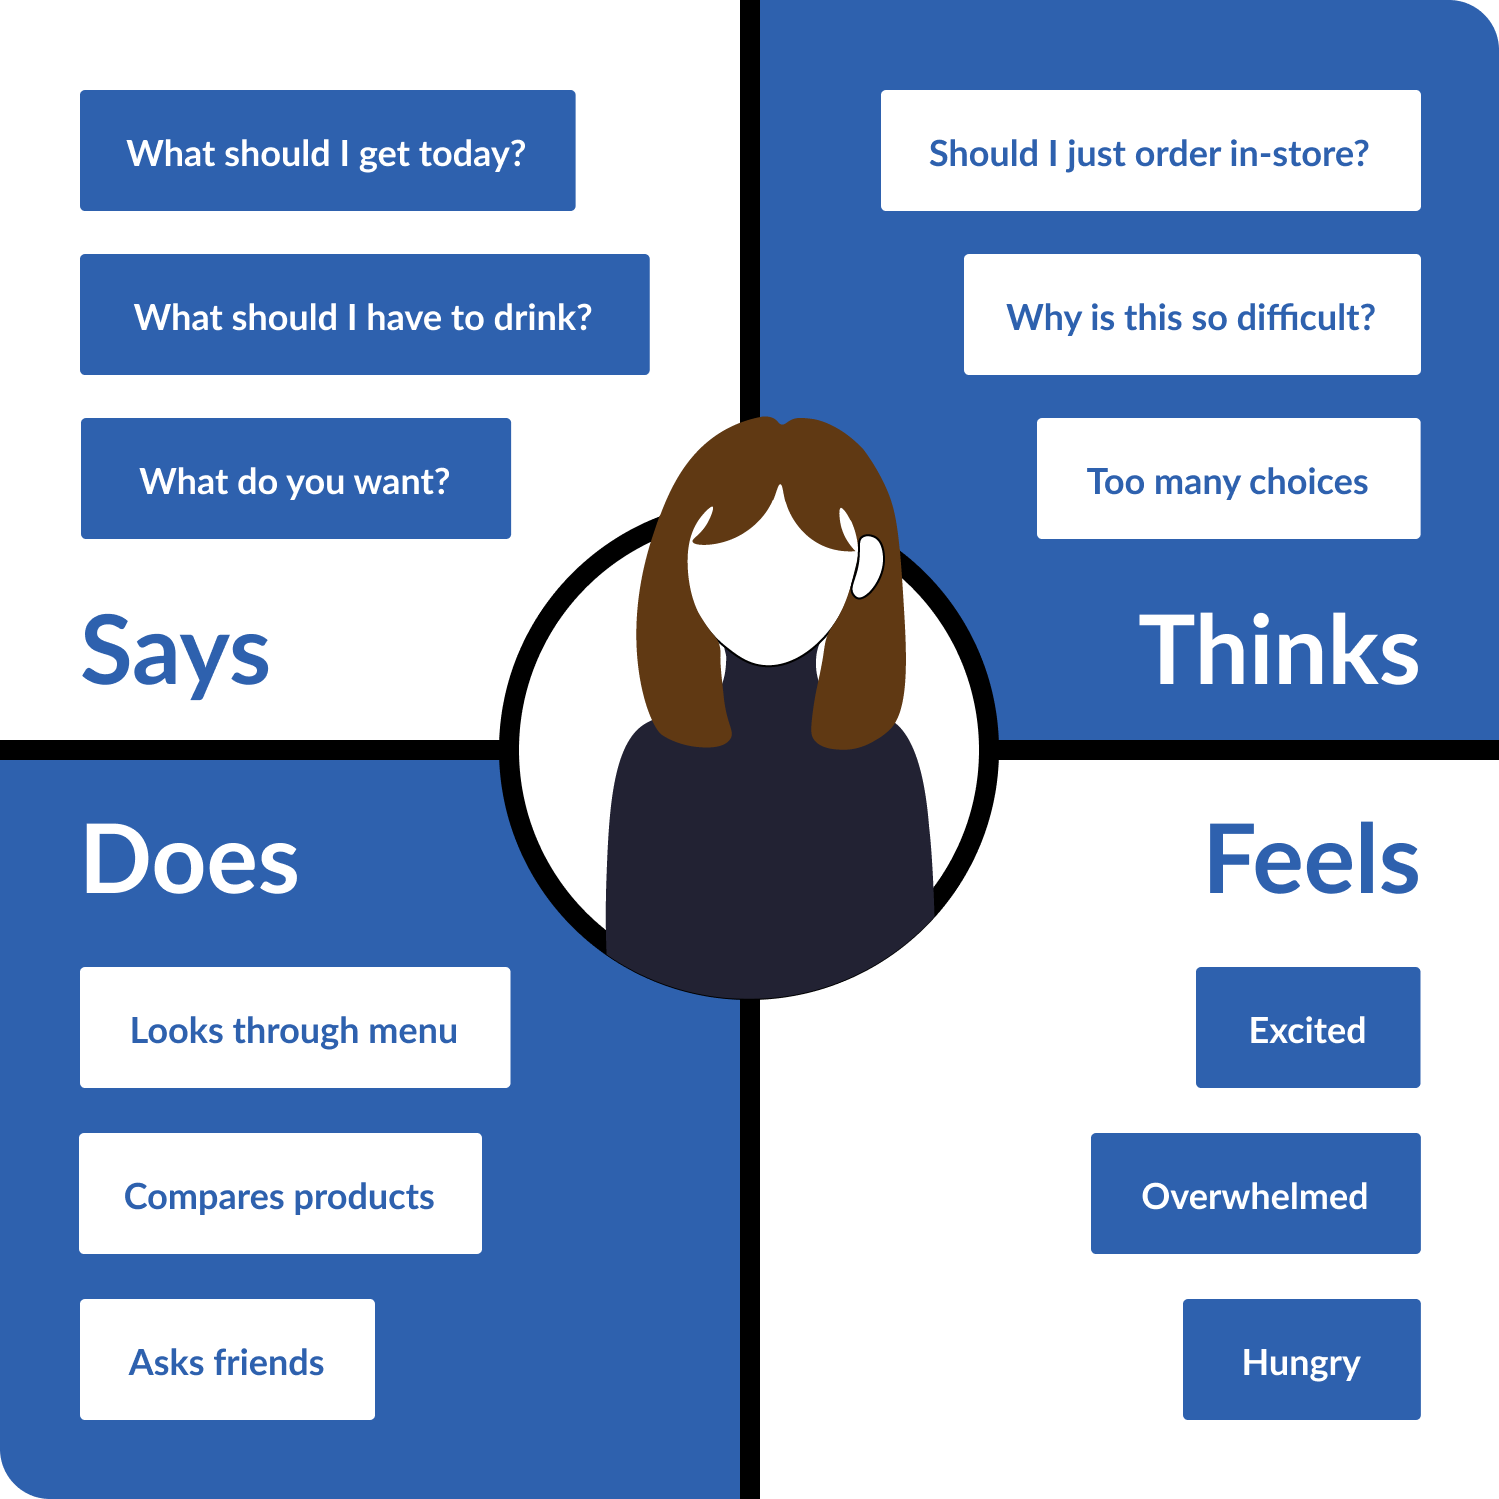 What should I get today?
What should I have to drink?
What do you want?
Says
Should I just order in-store?
Why is this so difficult?
Too many choices
Thinks
Does
Looks through menu
Compares products
Asks friends
Feels
Excited
Overwhelmed
Hungry